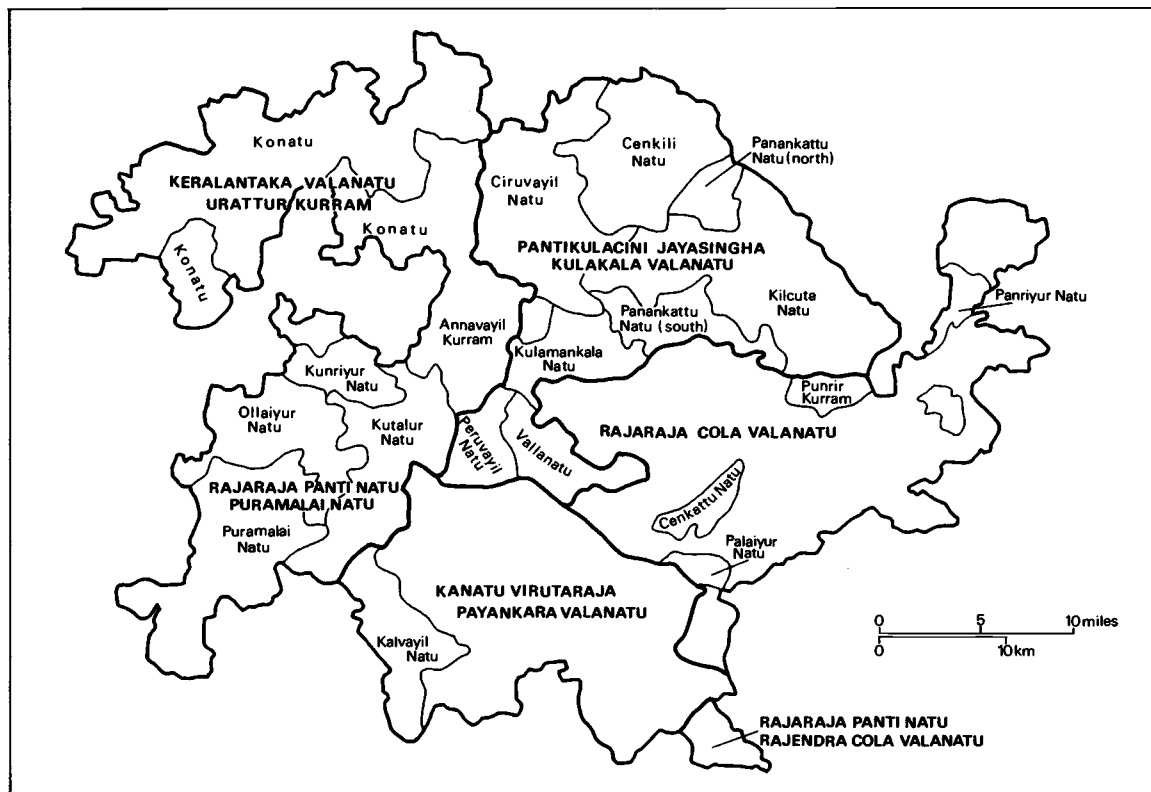 Konatu
Cenkili
Natu
Panankattu
Natu (north)
KERALANTAKA VALANATU
URATTUR KURRAM
Ciruvayil
Natu
Konatu
Konatu
PANTIKULACINI JAYASINGHA
KULAKALA VALANATU
Panriyur Natu
Annavayil
Kurram
Panankattu
Natu (south)
Kilcuta
Natu
Kulamankala
Natu
Kunriyur Natu
Punrir
Kurram
Ollaiyur
Natu
Kutalur
Natu
Peruvayil
Natu
Vallanatu
RAJARAJA COLA VALANATU
RAJARAJA PANTI NATU
PURAMALAI NATU
Cenkattu Natu
Puramalai
Natu
Palaiyur
Natu
KANATU VIRUTARAJA
PAYANKARA VALANATU
Kalvayil
Natu
0 5 10 miles
0 10 km
RAJARAJA PANTI NATU
RAJENDRA COLA VALANATU